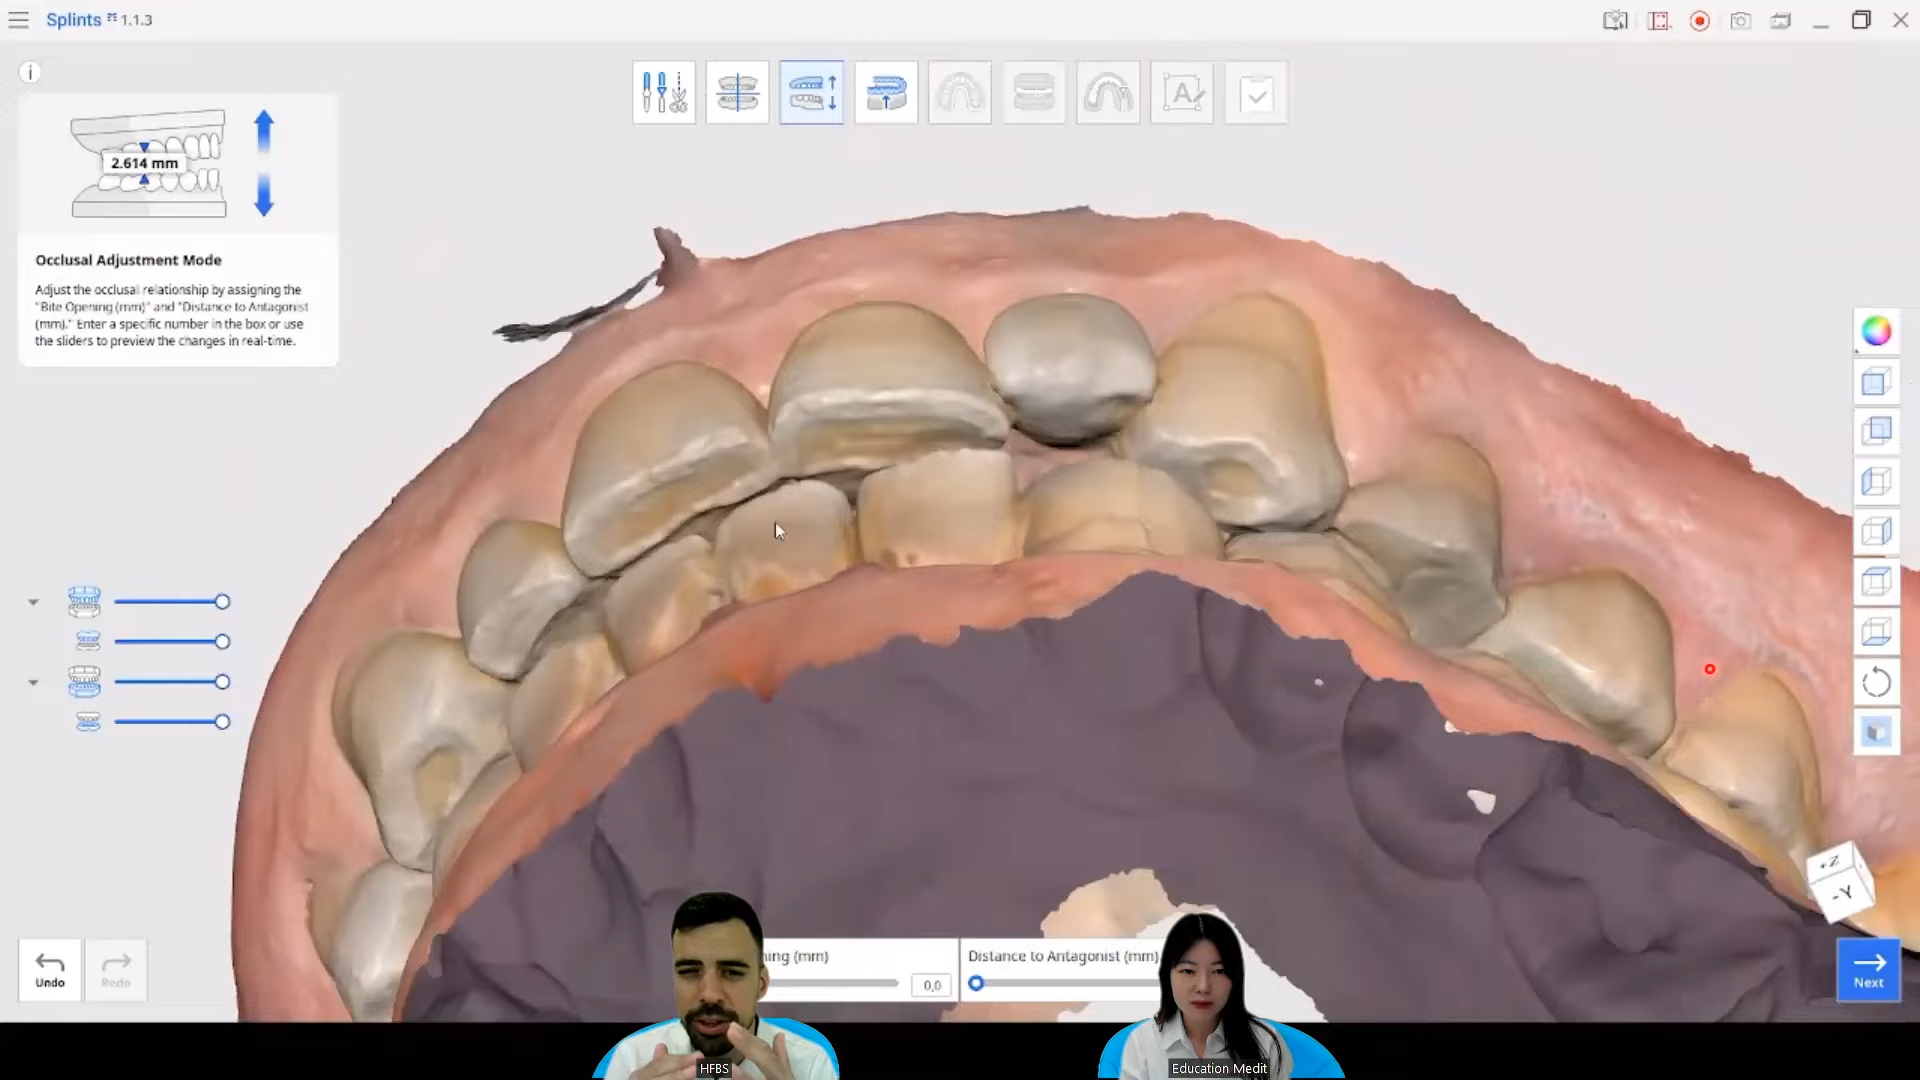 Splints 1.1.3
2.614 mm
Occlusal Adjustment Mode
Adjust the occlusal relationship by assigning the
"Bite Opening (mm)" and "Distance to Antagonist
(mm)." Enter a specific number in the box or use
the sliders to preview the changes in real-time.
A
+Z
-Y
Undo
Redo
(mm)
0,0
Distance to Antagonist (mm)
Next
HFBS
Education Medit